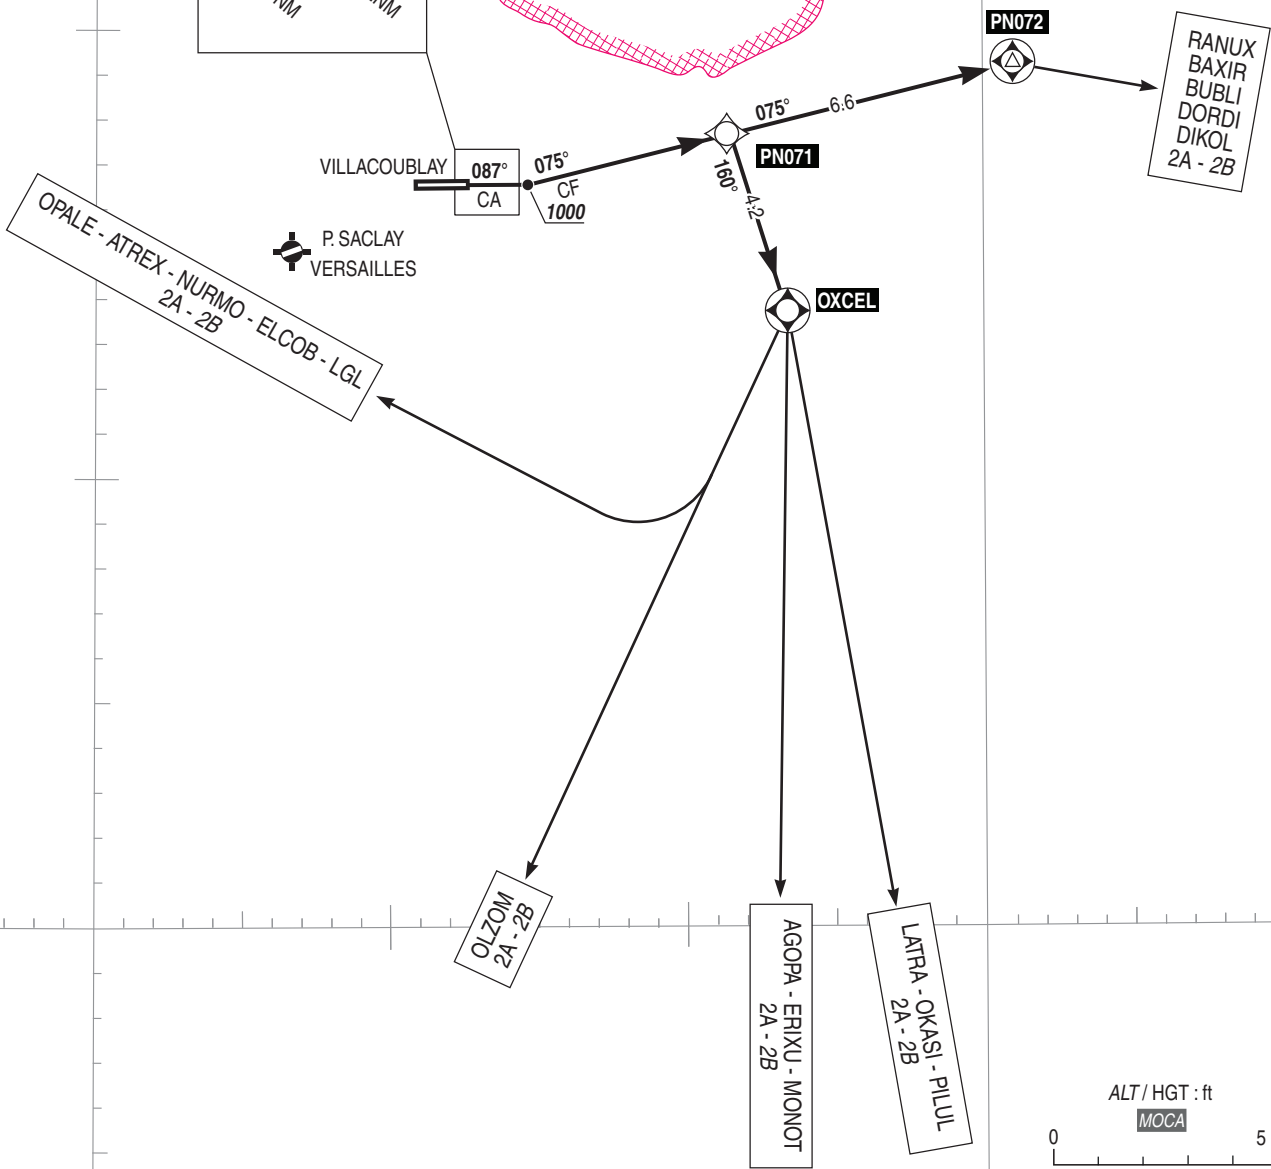 NM
NM
PN072
RANUX
BAXIR
BUBLI
DORDI
DIKOL
2A - 2B
075°
6.6
PN071
VILLACOUBLAY
087°
CA
075°
CF
1000
160°
4.2
P. SACLAY
VERSAILLES
OPALE - ATREX - NURMO - ELCOB - LGL
2A - 2B
OXCEL
OLZOM
2A - 2B
AGOPA - ERIXU - MONOT
2A - 2B
LATRA - OKASI - PILUL
2A - 2B
ALT / HGT : ft
MOCA
0 5